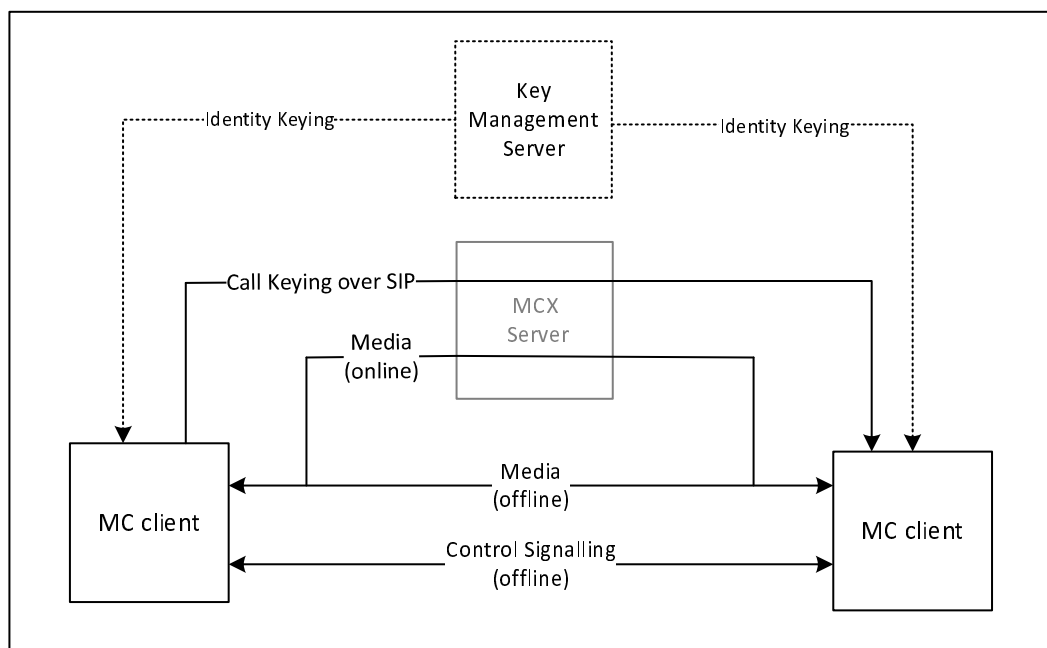 Key
Management
Server
Identity Keying
Identity Keying
Call Keying over SIP
MCX
Server
Media
(online)
Media
(offline)
MC client
MC client
Control Signalling
(offline)